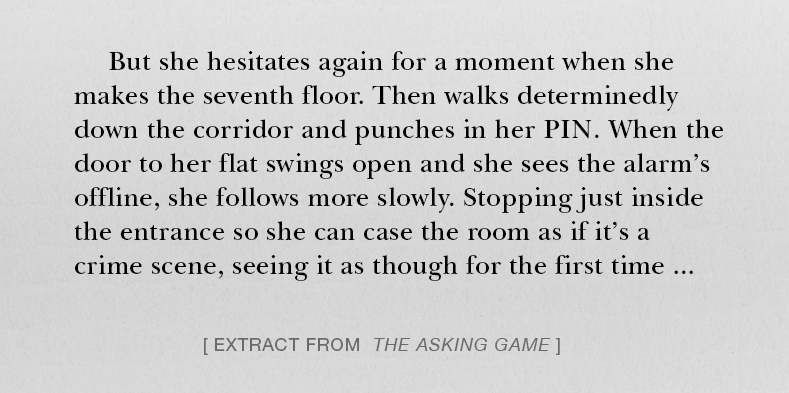 But she hesitates again for a moment when she
makes the seventh floor. Then walks determinedly
down the corridor and punches in her PIN. When the
door to her flat swings open and she sees the alarm’s
offline, she follows more slowly. Stopping just inside
the entrance so she can case the room as if it’s a
crime scene, seeing it as though for the first time ...
[ EXTRACT FROM THE ASKING GAME ]